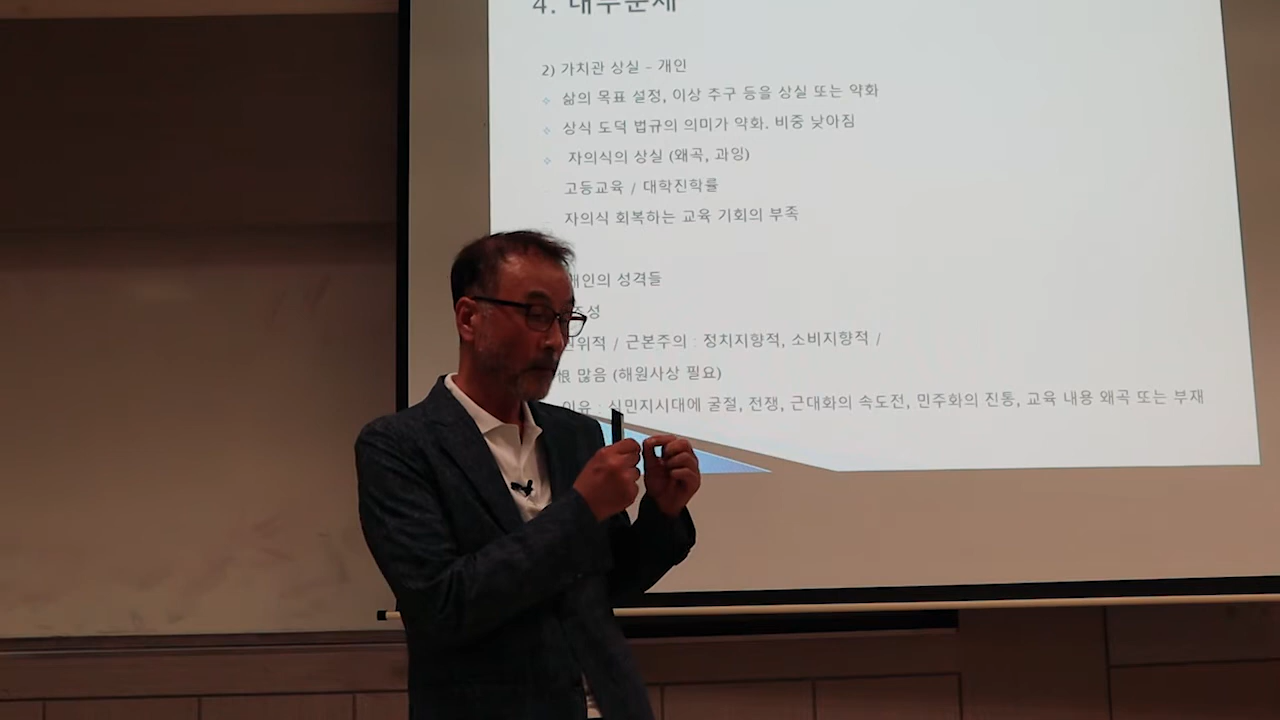 4. 내부문제
2) 가치관 상실 – 개인
삶의 목표 설정, 이상 추구 등을 상실 또는 약화
상식 도덕 법규의 의미가 약화. 비중 낮아짐
자의식의 상실 (왜곡, 과잉)
고등교육 / 대학진학률
자의식 회복하는 교육 기회의 부족
개인의 성격들
/ 근본주의 : 정치지향적, 소비지향적 /
恨 많음 (해원사상 필요)
이유 : 식민지시대에 굴절, 전쟁, 근대화의 속도전, 민주화의 진통, 교육 내용 왜곡 또는 부재